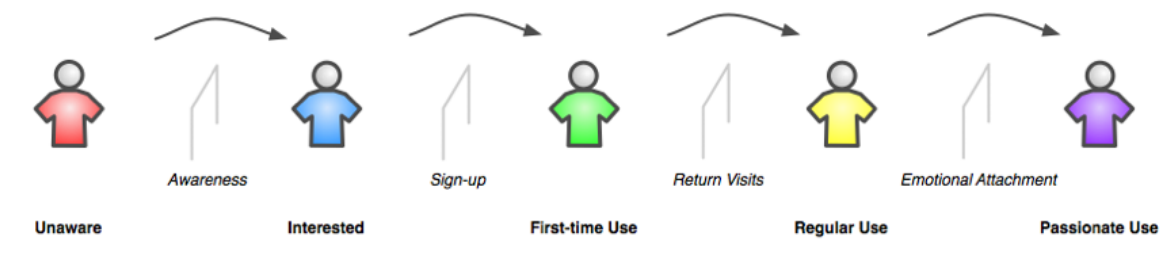 Awareness
Sign-up
Return Visits
Emotional Attachment
Unaware
Interested
First-time Use
Regular Use
Passionate Use